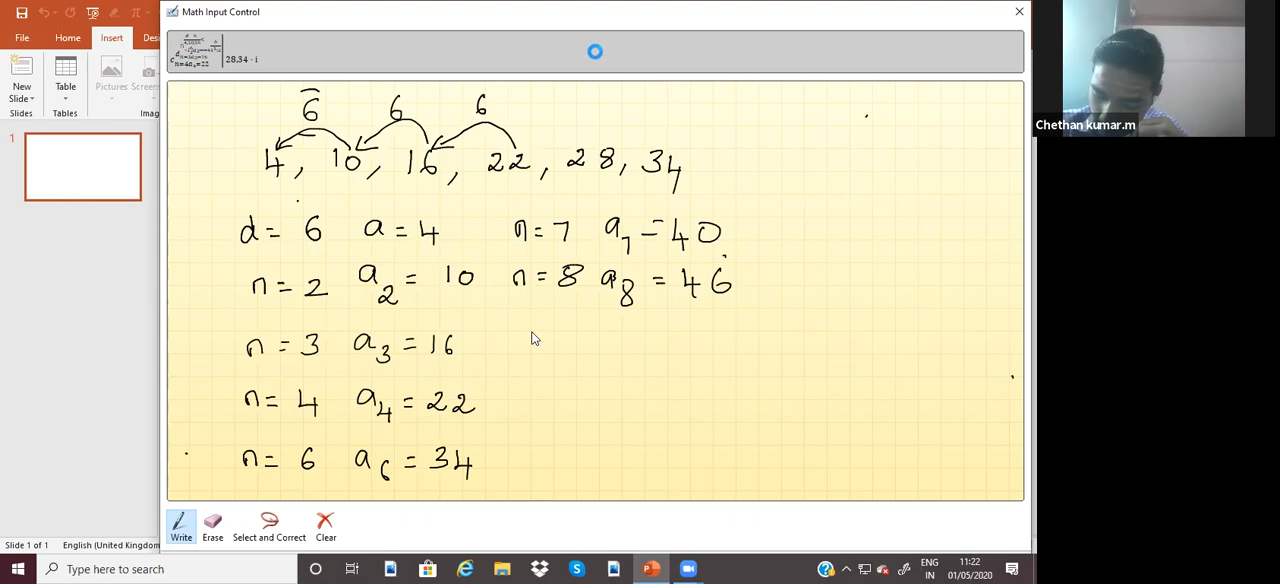 File Home Insert
Math Input Control
28,34 · i
New Slide
Table
Pictures
Slides Tables
1
6 6 6
4, 10, 16, 22, 28, 34
d = 6 a = 4 n = 7 a7 = 40
n = 2 a2 = 10 n = 8 a8 = 46
n = 3 a3 = 16
n = 4 a4 = 22
n = 6 a6 = 34
Write Erase Select and Correct Clear
Slide 1 of 1 English (United Kingdom
Type here to search
ENG
IN
11:22
01/05/2020
Chethan kumar.m